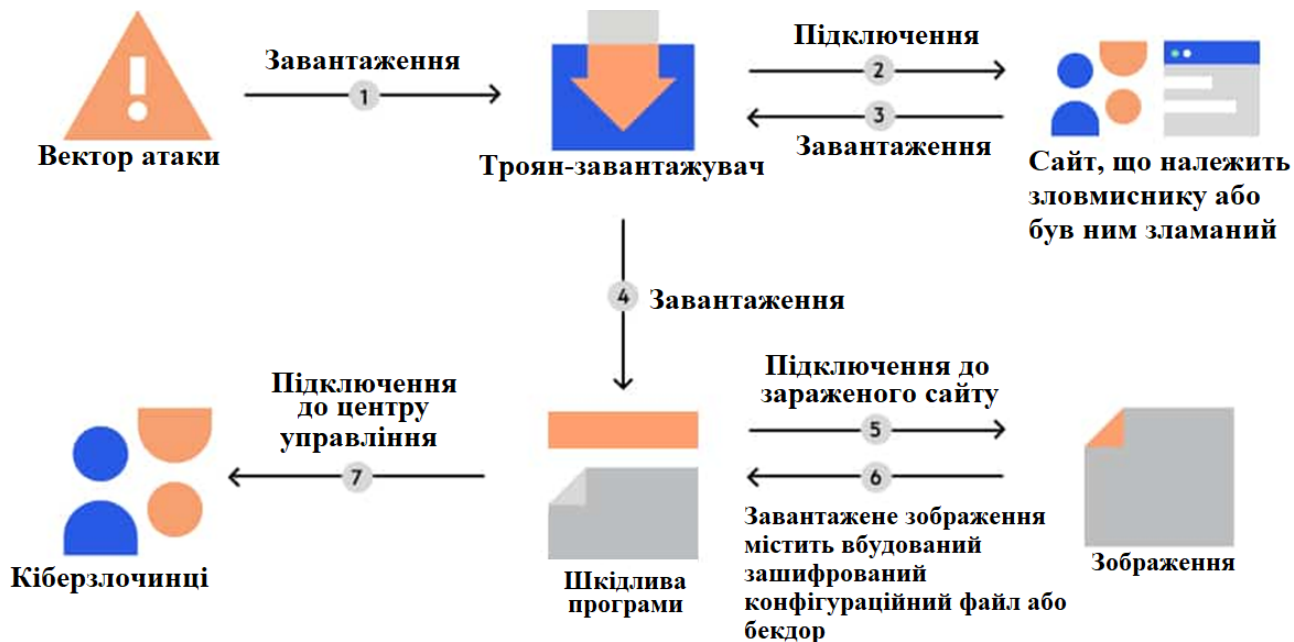 Завантаження
1
Вектор атаки
Троян-завантажувач
Підключення
2
3
Завантаження
Сайт, що належить
зловмиснику або
був ним зламаний
4
Завантаження
Підключення до
зараженого сайту
5
6
Завантажене зображення
містить вбудований
зашифрований
конфігураційний файл або
бекдор
Зображення
Підключення
до центру
управління
7
Кіберзлочинці
Шкідлива
програми